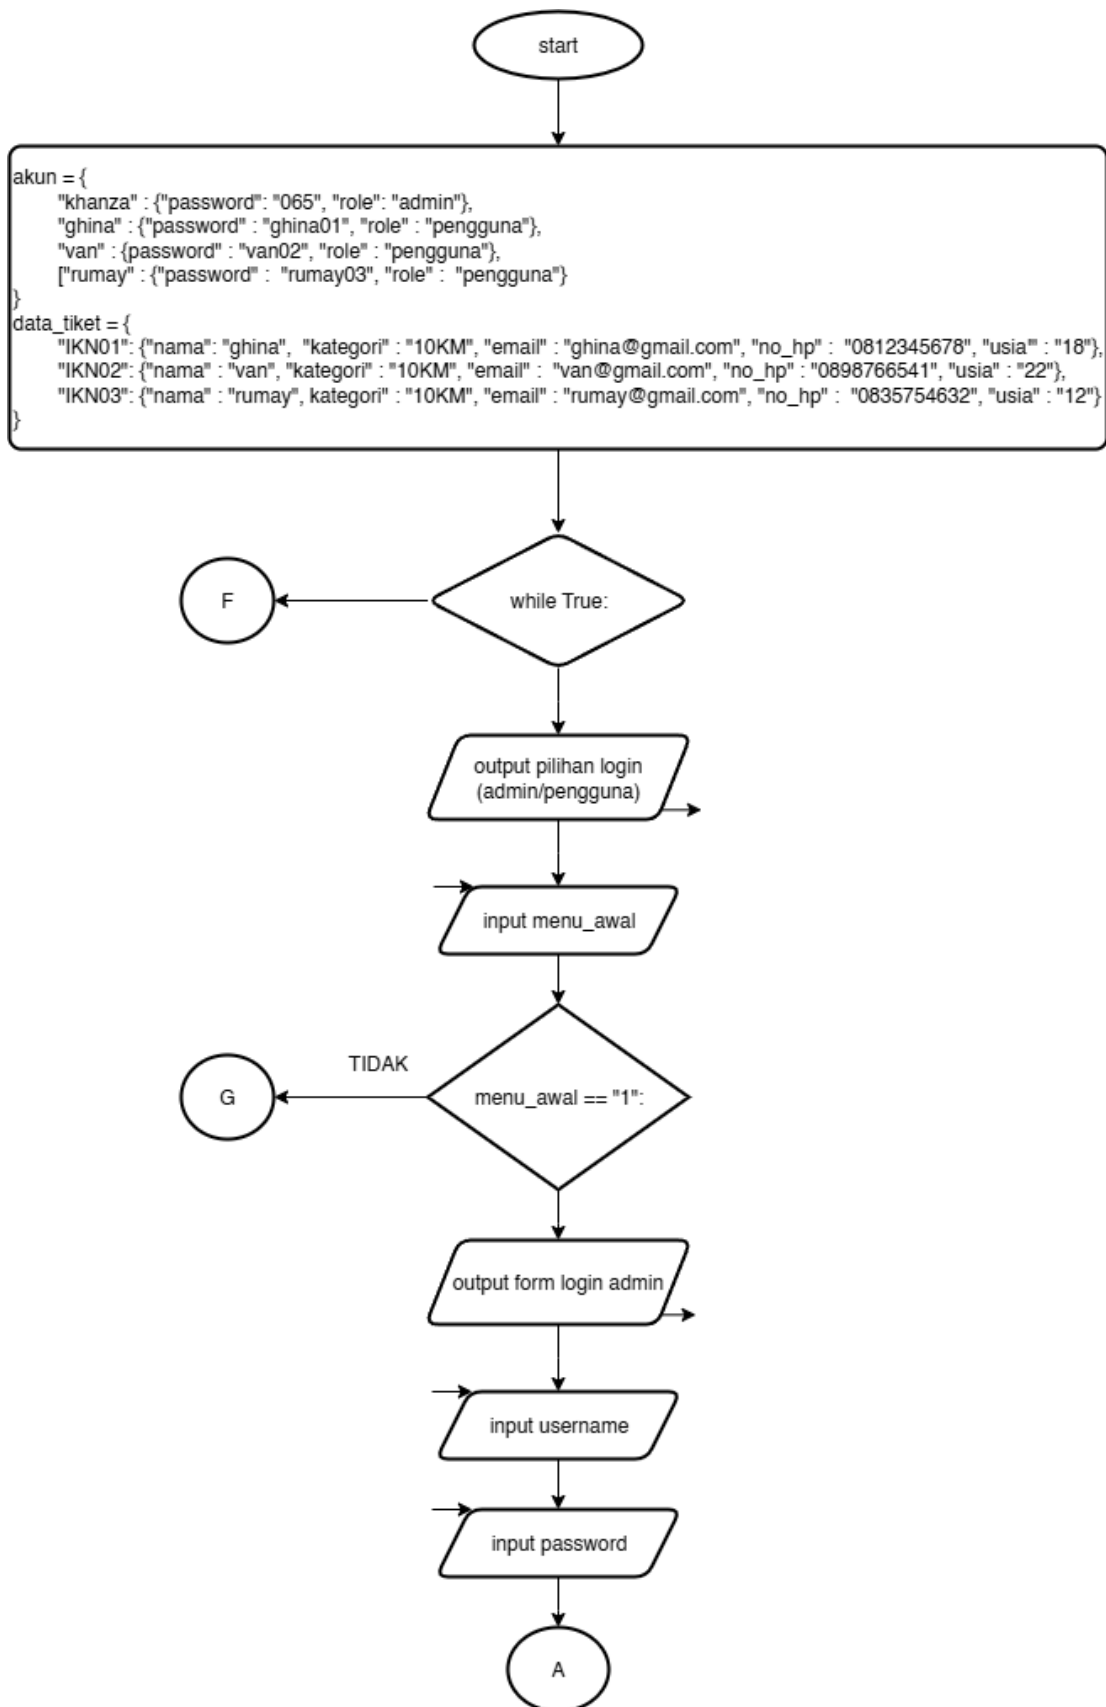 start
akun = {
"khanza" : {"password": "065", "role": "admin"},
"ghina" : {"password" : "ghina01", "role" : "pengguna"},
"van" : {password" : "van02", "role" : "pengguna"},
["rumay" : {"password" : "rumay03", "role" : "pengguna"}
}
data_tiket = {
"IKN01": {"nama": "ghina", "kategori" : "10KM", "email" : "ghina@gmail.com", "no_hp" : "0812345678", "usia" : "18"},
"IKN02": {"nama" : "van", "kategori" : "10KM", "email" : "van@gmail.com", "no_hp" : "0898766541", "usia" : "22"},
"IKN03": {"nama" : "rumay", kategori" : "10KM", "email" : "rumay@gmail.com", "no_hp" : "0835754632", "usia" : "12"}
}
F
while True:
output pilihan login
(admin/pengguna)
input menu_awal
TIDAK
G
menu_awal == "1":
output form login admin
input username
input password
A